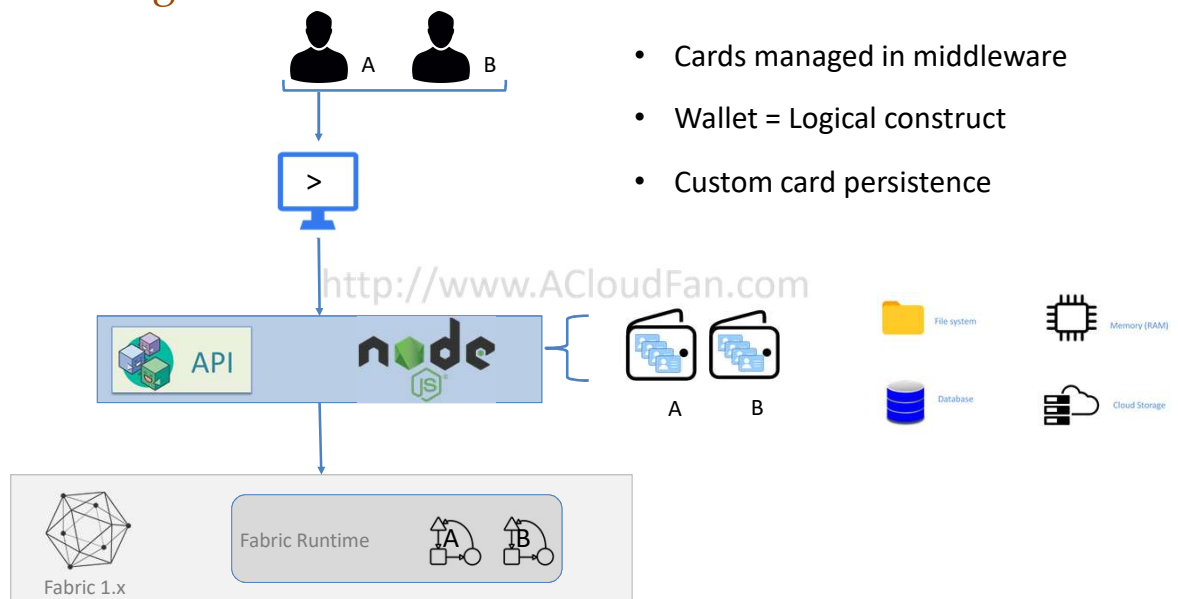 A
B
• Cards managed in middleware
• Wallet = Logical construct
• Custom card persistence
>
http://www.ACloudFan.com
API
node
JS
A
B
File system
Memory (RAM)
Database
Cloud Storage
Fabric Runtime
A
B
Fabric 1.x